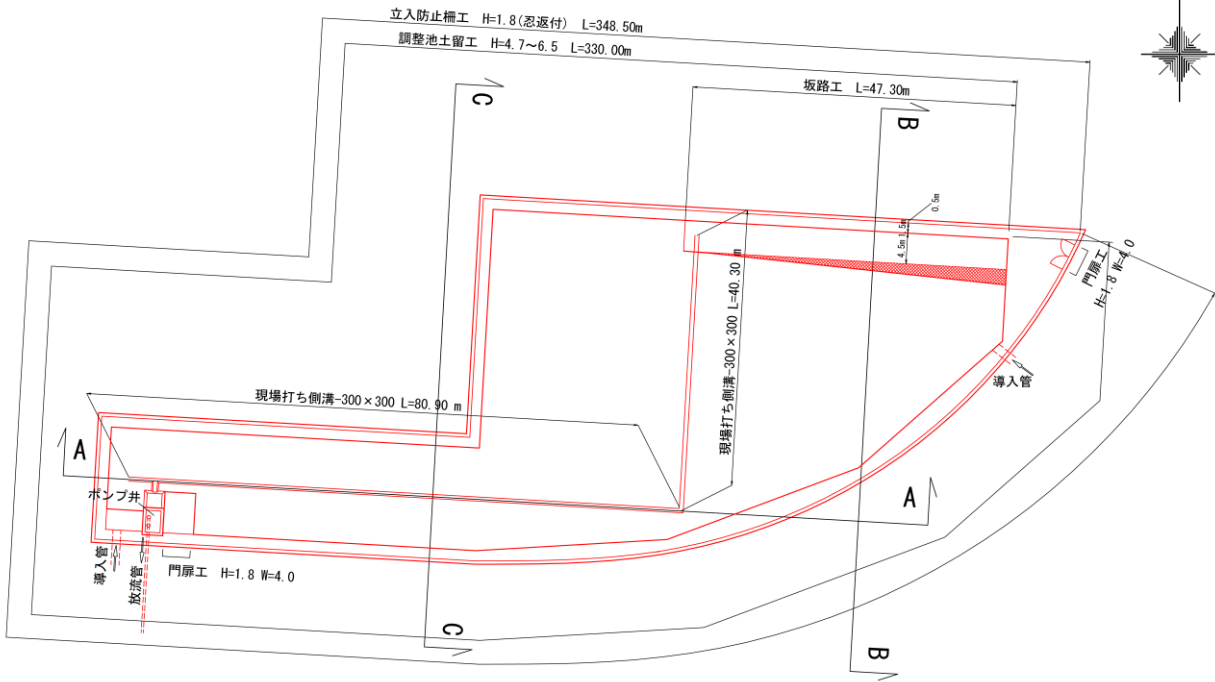 立入防止柵工 H=1.8(忍返付) L=348.50m
調整池土留工 H=4.7～6.5 L=330.00m
坂路工 L=47.30m
C
B
0.5m
1.5m
4.5m
門扉工
H=1.8 W=4.0
現場打ち側溝-300×300 L=40.30 m
導入管
現場打ち側溝-300×300 L=80.90 m
A
A
ポンプ井
導入管
放流管
門扉工 H=1.8 W=4.0
C
B